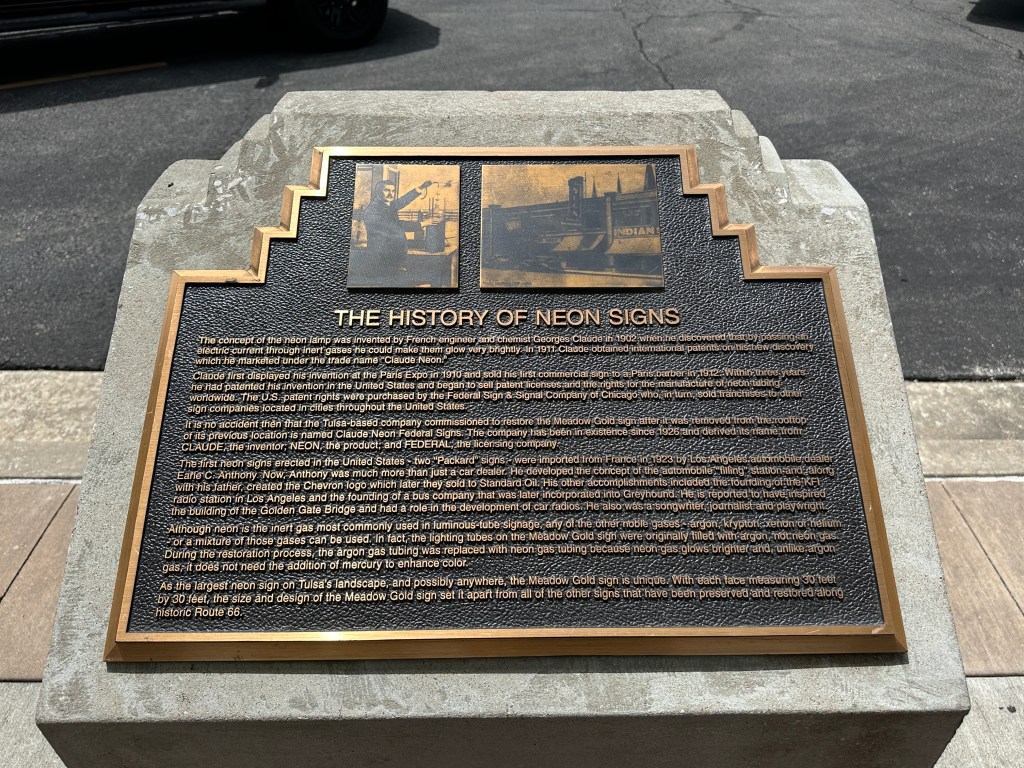 INDIAN
THE HISTORY OF NEON SIGNS
The concept of the neon lamp was invented by French engineer and chemist Georges Claude in 1902 when he discovered that by passing an
electric current through inert gases he could make them glow very brightly. In 1911 Claude obtained international patents on his new discovery
which he marketed under the trade name "Claude Neon."
Claude first displayed his invention at the Paris Expo in 1910 and sold his first commercial sign to a Paris barber in 1912. Within three years
he had patented his invention in the United States and began to sell patent licenses and the rights for the manufacture of neon tubing
worldwide. The U.S. patent rights were purchased by the Federal Sign & Signal Company of Chicago who, in turn, sold franchises to other
sign companies located in cities throughout the United States.
It is no accident then that the Tulsa-based company commissioned to restore the Meadow Gold sign after it was removed from the rooftop
of its previous location is named Claude Neon Federal Signs. The company has been in existence since 1926 and derived its name from
CLAUDE, the inventor; NEON, the product; and FEDERAL, the licensing company.
The first neon signs erected in the United States - two "Packard" signs - were imported from France in 1923 by Los Angeles automobile dealer
Earle C. Anthony. Now, Anthony was much more than just a car dealer. He developed the concept of the automobile "filling" station and, along
with his father, created the Chevron logo which later they sold to Standard Oil. His other accomplishments included the founding of the KFI
radio station in Los Angeles and the founding of a bus company that was later incorporated into Greyhound. He is reported to have inspired
the building of the Golden Gate Bridge and had a role in the development of car radios. He also was a songwriter, journalist and playwright.
Although neon is the inert gas most commonly used in luminous-tube signage, any of the other noble gases - argon, krypton, xenon or helium
- or a mixture of those gases can be used. In fact, the lighting tubes on the Meadow Gold sign were originally filled with argon, not neon gas.
During the restoration process, the argon gas tubing was replaced with neon gas tubing because neon gas glows brighter and, unlike argon
gas, it does not need the addition of mercury to enhance color.
As the largest neon sign on Tulsa's landscape, and possibly anywhere, the Meadow Gold sign is unique. With each face measuring 30 feet
by 30 feet, the size and design of the Meadow Gold sign set it apart from all of the other signs that have been preserved and restored along
historic Route 66.